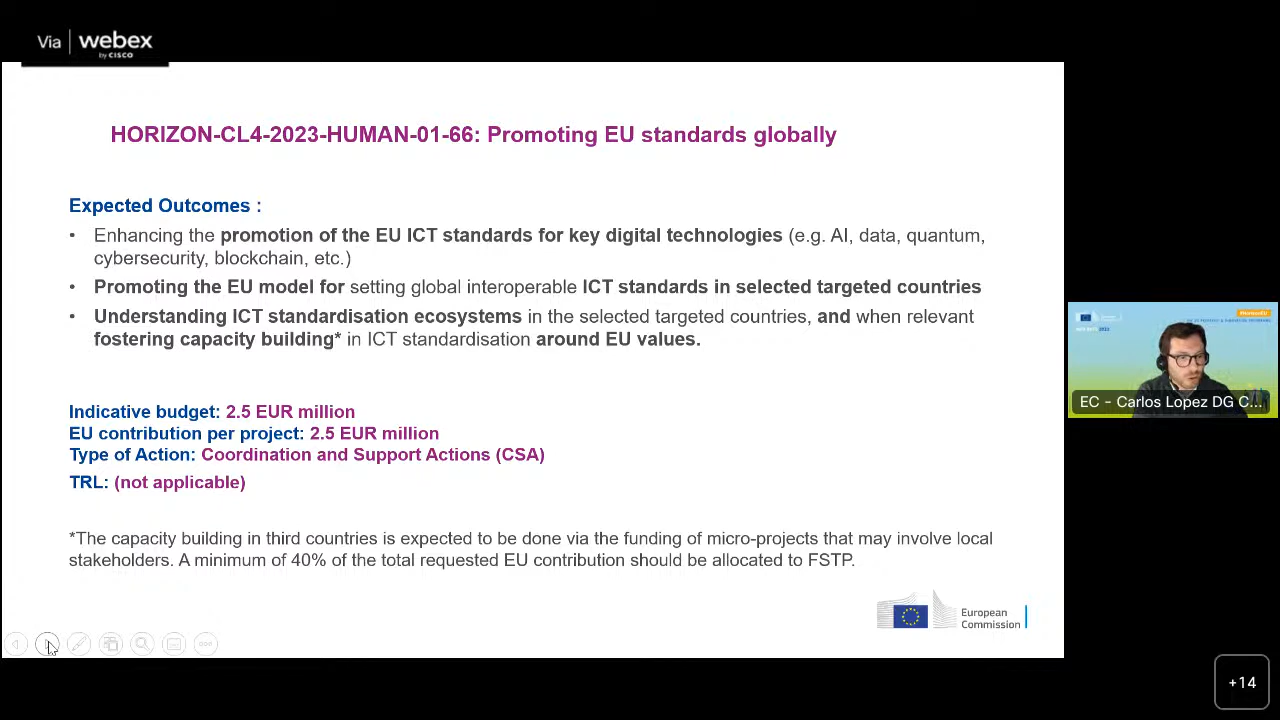 Via webex
by CISCO
HORIZON-CL4-2023-HUMAN-01-66: Promoting EU standards globally
Expected Outcomes :
• Enhancing the promotion of the EU ICT standards for key digital technologies (e.g. AI, data, quantum,
cybersecurity, blockchain, etc.)
• Promoting the EU model for setting global interoperable ICT standards in selected targeted countries
• Understanding ICT standardisation ecosystems in the selected targeted countries, and when relevant
fostering capacity building* in ICT standardisation around EU values.
Indicative budget: 2.5 EUR million
EU contribution per project: 2.5 EUR million
Type of Action: Coordination and Support Actions (CSA)
TRL: (not applicable)
*The capacity building in third countries is expected to be done via the funding of micro-projects that may involve local
stakeholders. A minimum of 40% of the total requested EU contribution should be allocated to FSTP.
European
Commission
EC - Carlos Lopez DG C...
+14